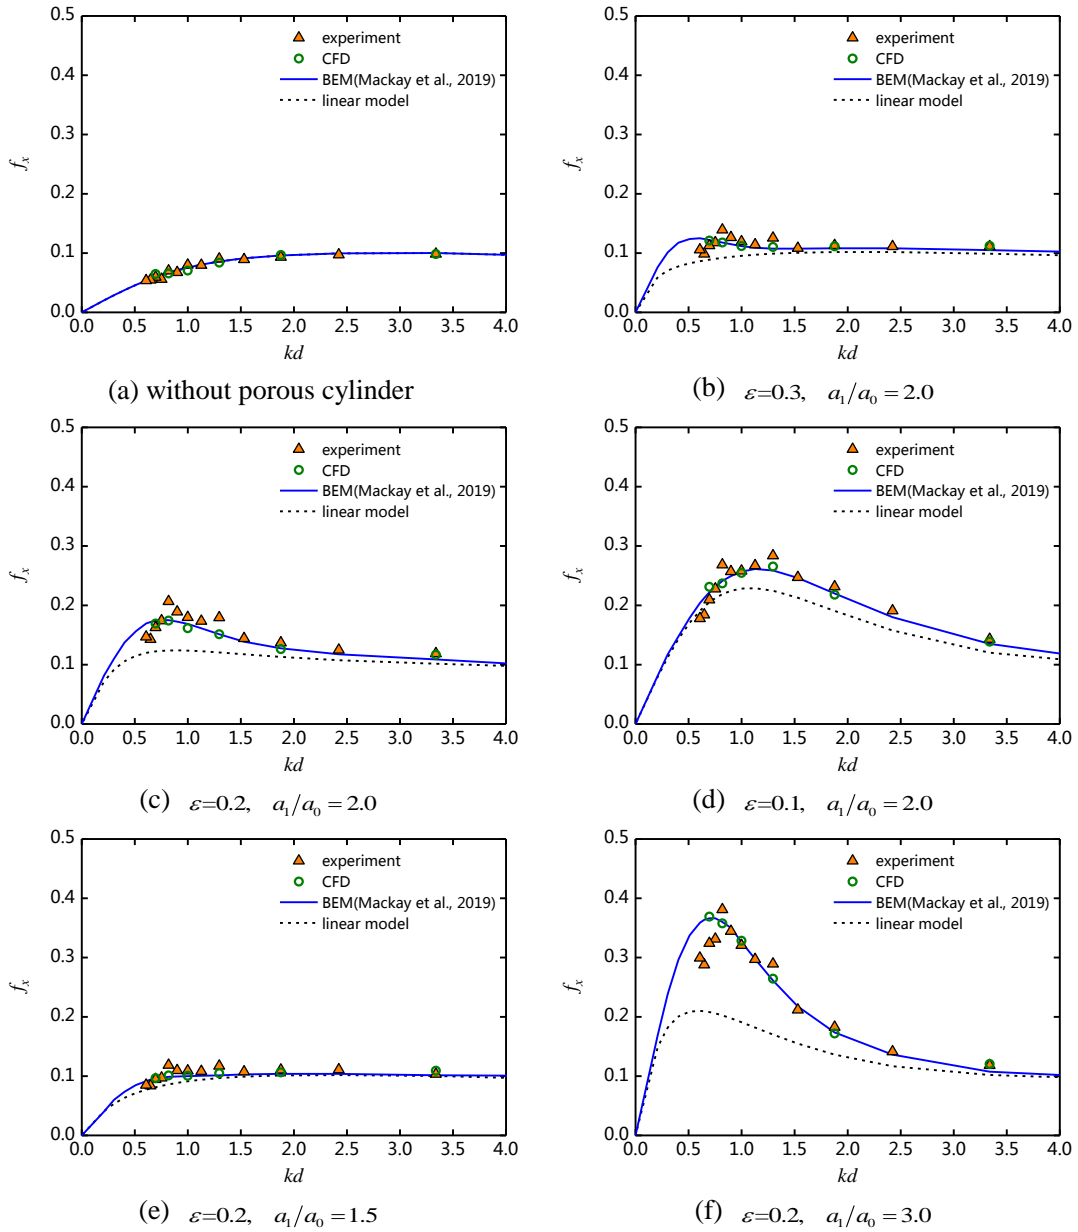 0.5
0.4
0.3
0.2
0.1
0.0
f_x
experiment
CFD
BEM(Mackay et al., 2019)
linear model
0.0 0.5 1.0 1.5 2.0 2.5 3.0 3.5 4.0
kd
(a) without porous cylinder
0.5
0.4
0.3
0.2
0.1
0.0
f_x
experiment
CFD
BEM(Mackay et al., 2019)
linear model
0.0 0.5 1.0 1.5 2.0 2.5 3.0 3.5 4.0
kd
(b) ε=0.3, a₁/a₀ = 2.0
0.5
0.4
0.3
0.2
0.1
0.0
f_x
experiment
CFD
BEM(Mackay et al., 2019)
linear model
0.0 0.5 1.0 1.5 2.0 2.5 3.0 3.5 4.0
kd
(c) ε=0.2, a₁/a₀ = 2.0
0.5
0.4
0.3
0.2
0.1
0.0
f_x
experiment
CFD
BEM(Mackay et al., 2019)
linear model
0.0 0.5 1.0 1.5 2.0 2.5 3.0 3.5 4.0
kd
(d) ε=0.1, a₁/a₀ = 2.0
0.5
0.4
0.3
0.2
0.1
0.0
f_x
experiment
CFD
BEM(Mackay et al., 2019)
linear model
0.0 0.5 1.0 1.5 2.0 2.5 3.0 3.5 4.0
kd
(e) ε=0.2, a₁/a₀ = 1.5
0.5
0.4
0.3
0.2
0.1
0.0
f_x
experiment
CFD
BEM(Mackay et al., 2019)
linear model
0.0 0.5 1.0 1.5 2.0 2.5 3.0 3.5 4.0
kd
(f) ε=0.2, a₁/a₀ = 3.0